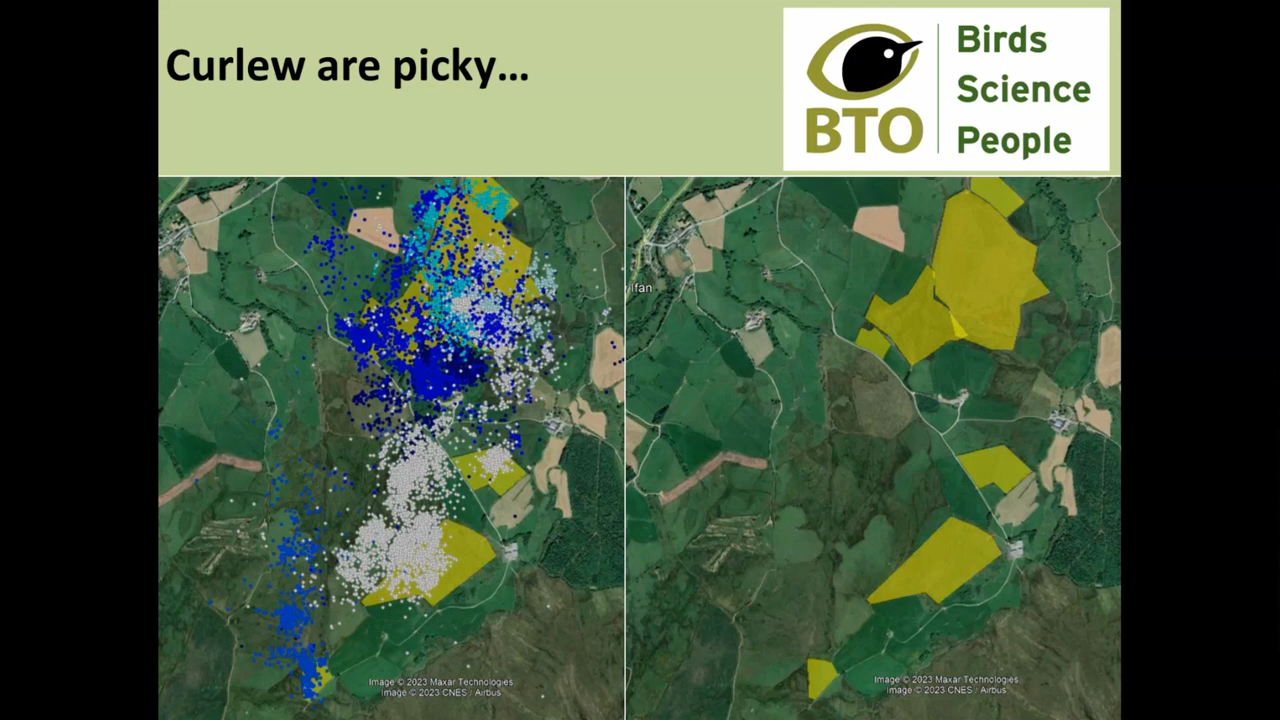 Curlew are picky...
BTO
Birds
Science
People
lfan
Image © 2023 Maxar Technologies
Image © 2023 CNES / Airbus
Image © 2023 Maxar Technologies
Image © 2023 CNES / Airbus